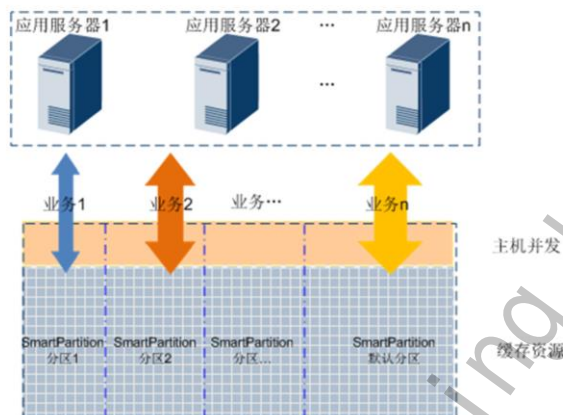 应用服务器1 应用服务器2 … 应用服务器n
…
业务1 业务2 业务… 业务n
主机并发
SmartPartition SmartPartition SmartPartition SmartPartition
分区1 分区2 分区… 默认分区
缓存资源